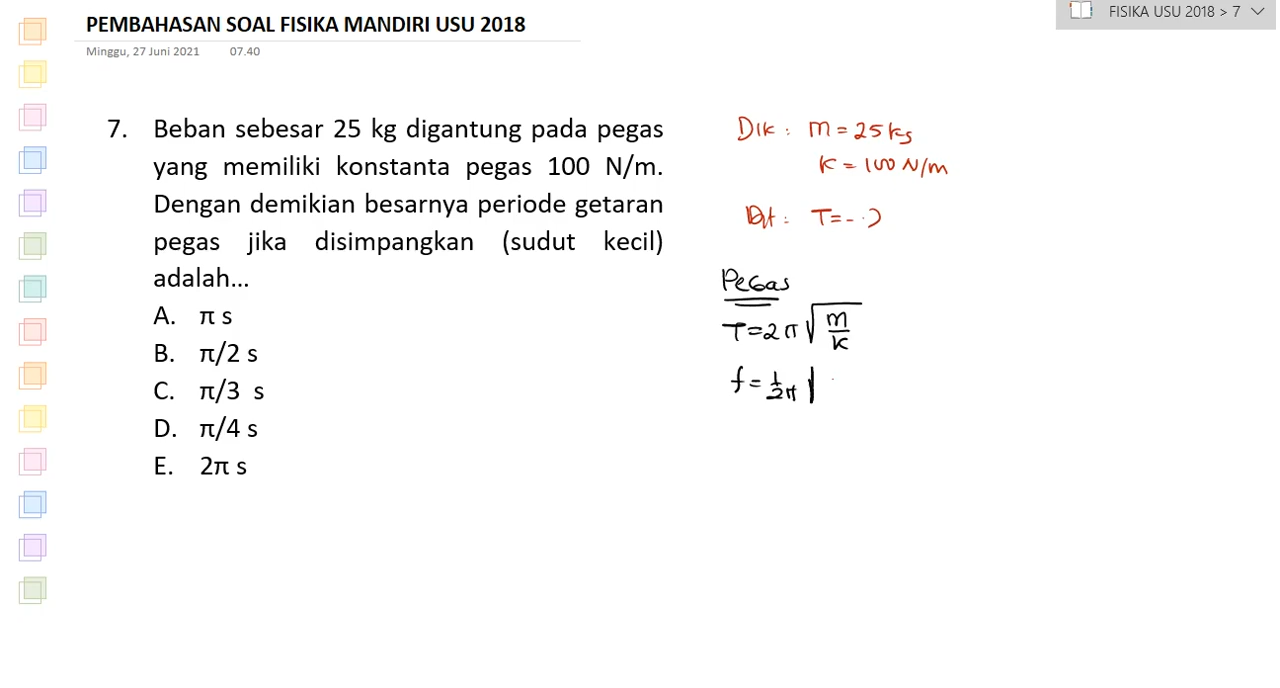 PEMBAHASAN SOAL FISIKA MANDIRI USU 2018
Minggu, 27 Juni 2021 07.40
FISIKA USU 2018 > 7
7. Beban sebesar 25 kg digantung pada pegas
yang memiliki konstanta pegas 100 N/m.
Dengan demikian besarnya periode getaran
pegas jika disimpangkan (sudut kecil)
adalah...
A. π s
B. π/2 s
C. π/3 s
D. π/4 s
E. 2π s
Dik : m = 25 kg
k = 100 N/m
Dit : T = - . ?
Pegas
T = 2π √(m/k)
f = 1/2π